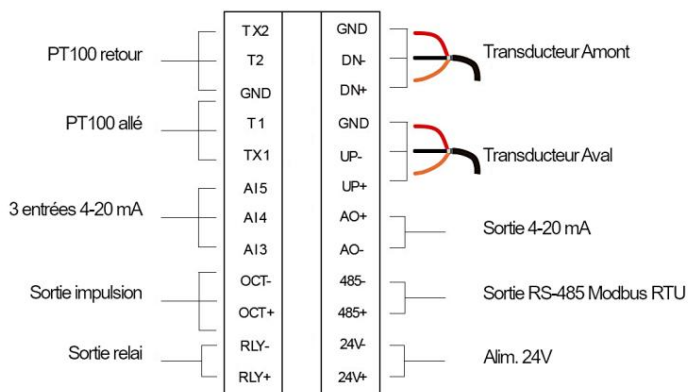 TX2 GND
PT100 retour T2 DN- Transducteur Amont
GND DN+
PT100 allé T1 GND
TX1 UP- Transducteur Aval
AI5 UP+
3 entrées 4-20 mA AI4 AO+ Sortie 4-20 mA
AI3 AO-
Sortie impulsion OCT- 485- Sortie RS-485 Modbus RTU
OCT+ 485+
Sortie relai RLY- 24V- Alim. 24V
RLY+ 24V+